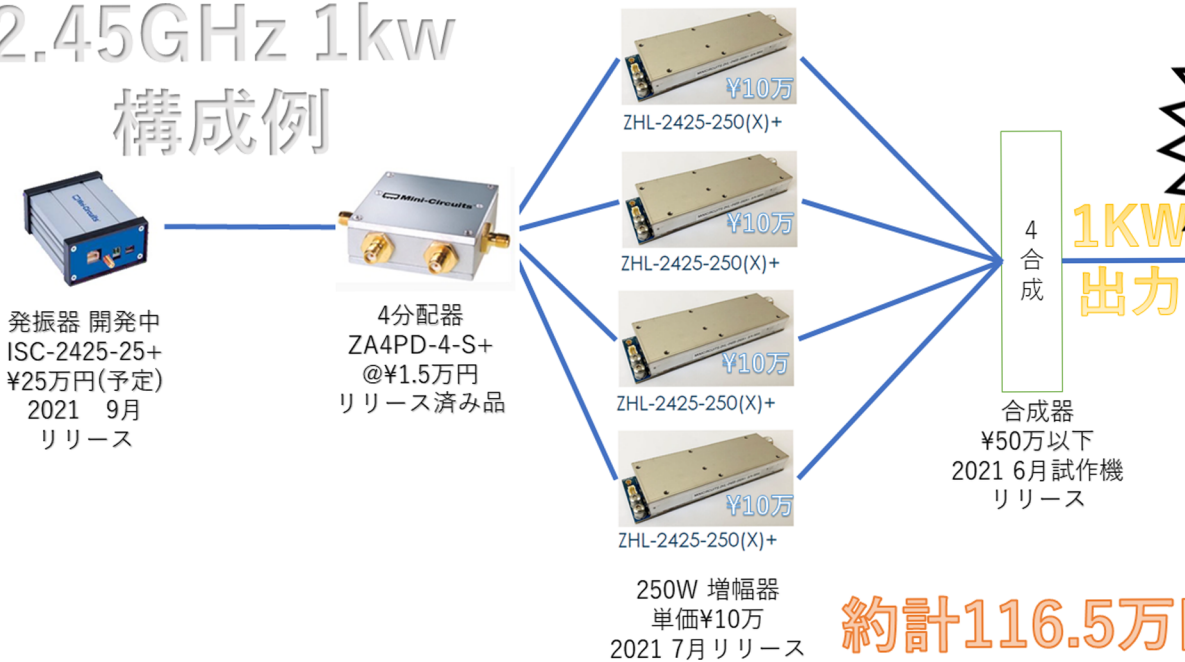 2.45GHz 1kw
構成例
発振器 開発中
ISC-2425-25+
¥25万円(予定)
2021 9月
リリース
Mini-Circuits
4分配器
ZA4PD-4-S+
@¥1.5万円
リリース済み品
¥10万
ZHL-2425-250(X)+
¥10万
ZHL-2425-250(X)+
¥10万
ZHL-2425-250(X)+
¥10万
ZHL-2425-250(X)+
250W 増幅器
単価¥10万
2021 7月リリース
4
合
成
合成器
¥50万以下
2021 6月試作機
リリース
1KW
出力
約計116.5万